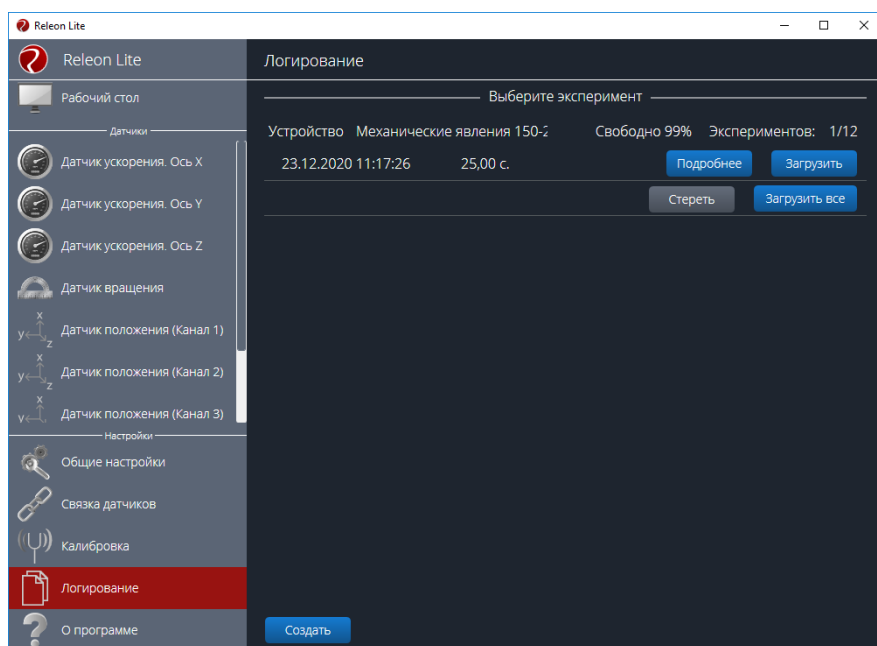 Releon Lite
Releon Lite
Рабочий стол
Датчики
Датчик ускорения. Ось X
Датчик ускорения. Ось Y
Датчик ускорения. Ось Z
Датчик вращения
x
y
z
Датчик положения (Канал 1)
x
y
z
Датчик положения (Канал 2)
x
y
Датчик положения (Канал 3)
Настройки
Общие настройки
Связка датчиков
Калибровка
Логирование
О программе
Логирование
Выберите эксперимент
Устройство Механические явления 150-2 Свободно 99% Экспериментов: 1/12
23.12.2020 11:17:26 25,00 с. Подробнее Загрузить
Стереть Загрузить все
Создать